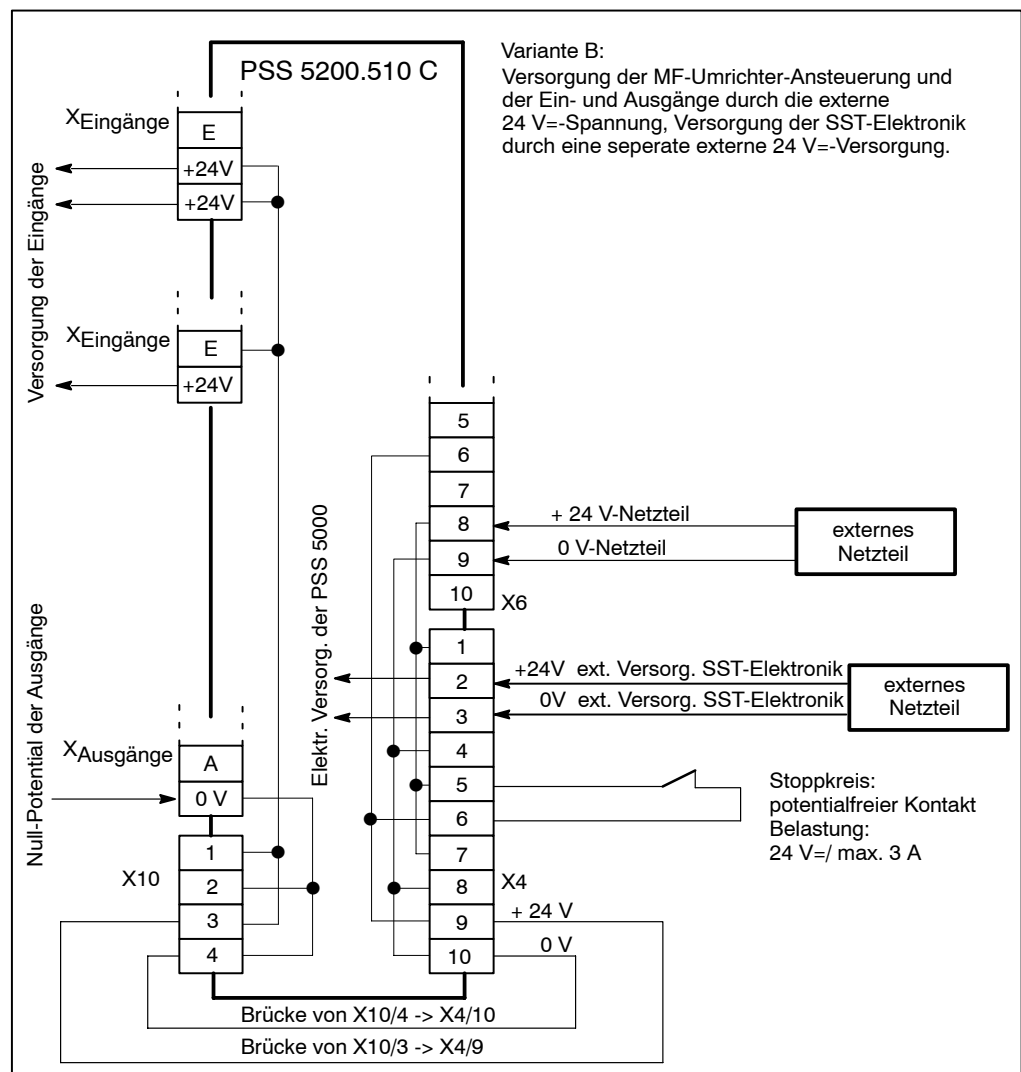 PSS 5200.510 C
Variante B:
Versorgung der MF-Umrichter-Ansteuerung und
der Ein- und Ausgänge durch die externe
24 V=-Spannung, Versorgung der SST-Elektronik
durch eine seperate externe 24 V=-Versorgung.
XEingänge
E
+24V
+24V
Versorgung der Eingänge
XEingänge
E
+24V
5
6
7
8
9
10
X6
+ 24 V-Netzteil
0 V-Netzteil
externes
Netzteil
Elektr. Versorg. der PSS 5000
1
2
3
4
5
6
7
8
9
10
X4
+24V ext. Versorg. SST-Elektronik
0V ext. Versorg. SST-Elektronik
externes
Netzteil
Stoppkreis:
potentialfreier Kontakt
Belastung:
24 V=/ max. 3 A
+ 24 V
0 V
Null-Potential der Ausgänge
XAusgänge
A
0 V
X10
1
2
3
4
Brücke von X10/4 -> X4/10
Brücke von X10/3 -> X4/9